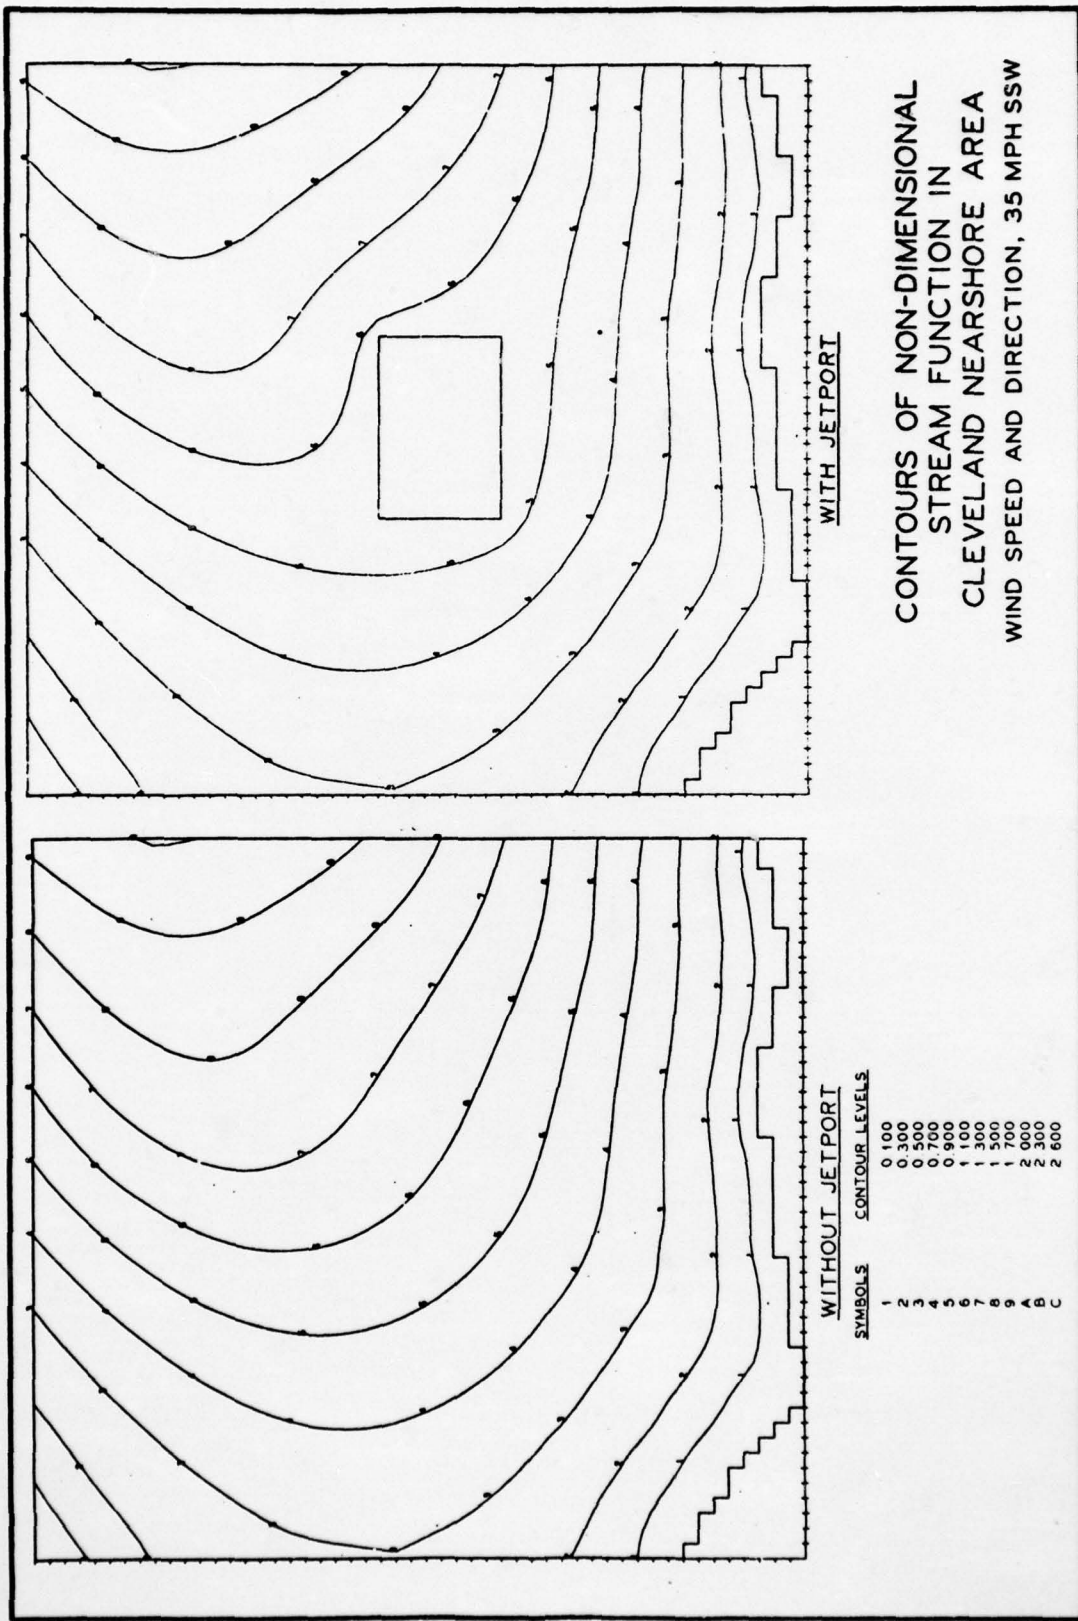 WITHOUT JETPORT
SYMBOLS CONTOUR LEVELS
1 0.100
2 0.300
3 0.500
4 0.700
5 0.900
6 1 100
7 1 300
8 1 500
9 1 700
A 2 000
B 2 300
C 2 600
WITH JETPORT
CONTOURS OF NON-DIMENSIONAL
STREAM FUNCTION IN
CLEVELAND NEARSHORE AREA
WIND SPEED AND DIRECTION, 35 MPH SSW